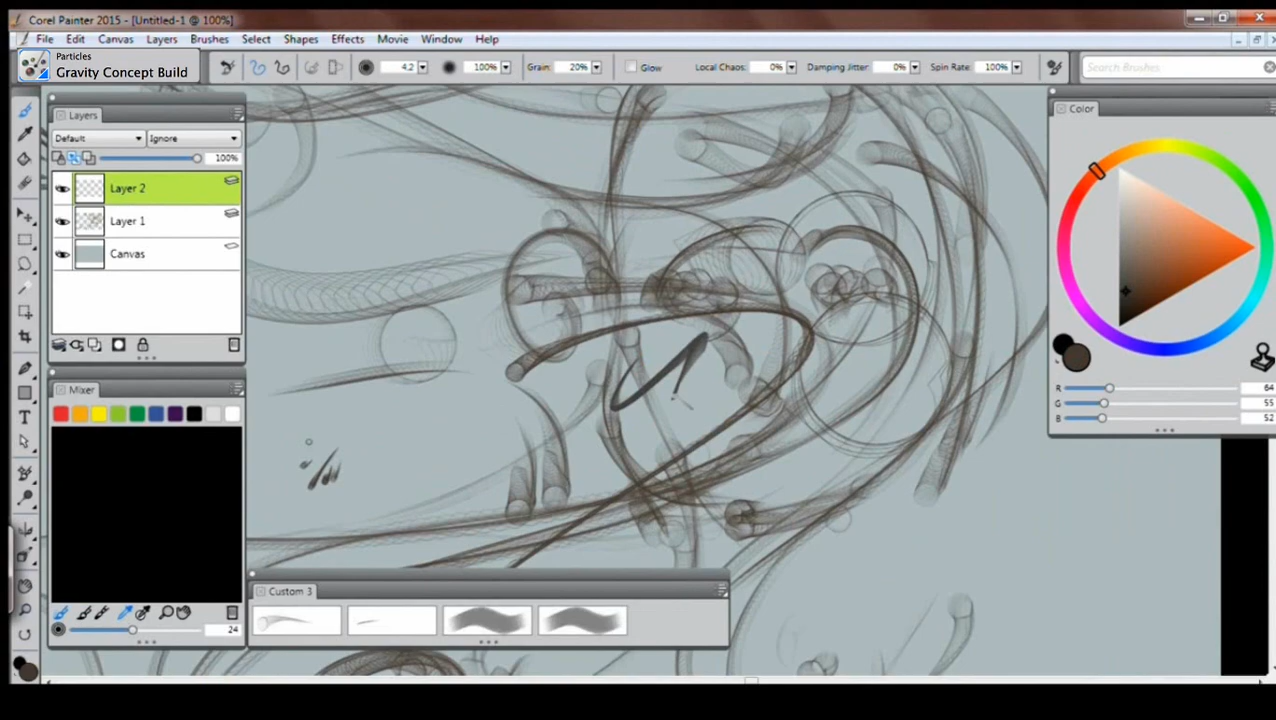 Corel Painter 2015 - [Untitled-1 @ 100%]
File Edit Canvas Layers Brushes Select Shapes Effects Movie Window Help
Particles
Gravity Concept Build
4.2 100% Grain: 20% Glow Local Chaos: 0% Damping Jitter: 0% Spin Rate: 100% Search Brushes
Layers
Default Ignore
100%
Layer 2
Layer 1
Canvas
Mixer
24
Custom 3
Color
R 64
G 55
B 52